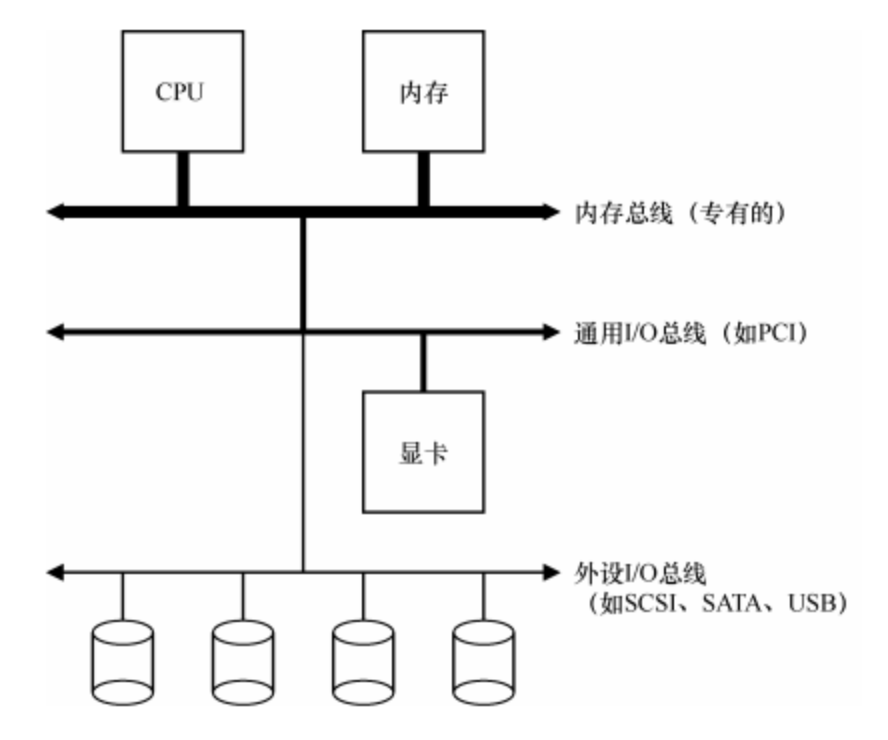 CPU
内存
内存总线（专有的）
通用I/O总线（如PCI）
显卡
外设I/O总线
（如SCSI、SATA、USB）